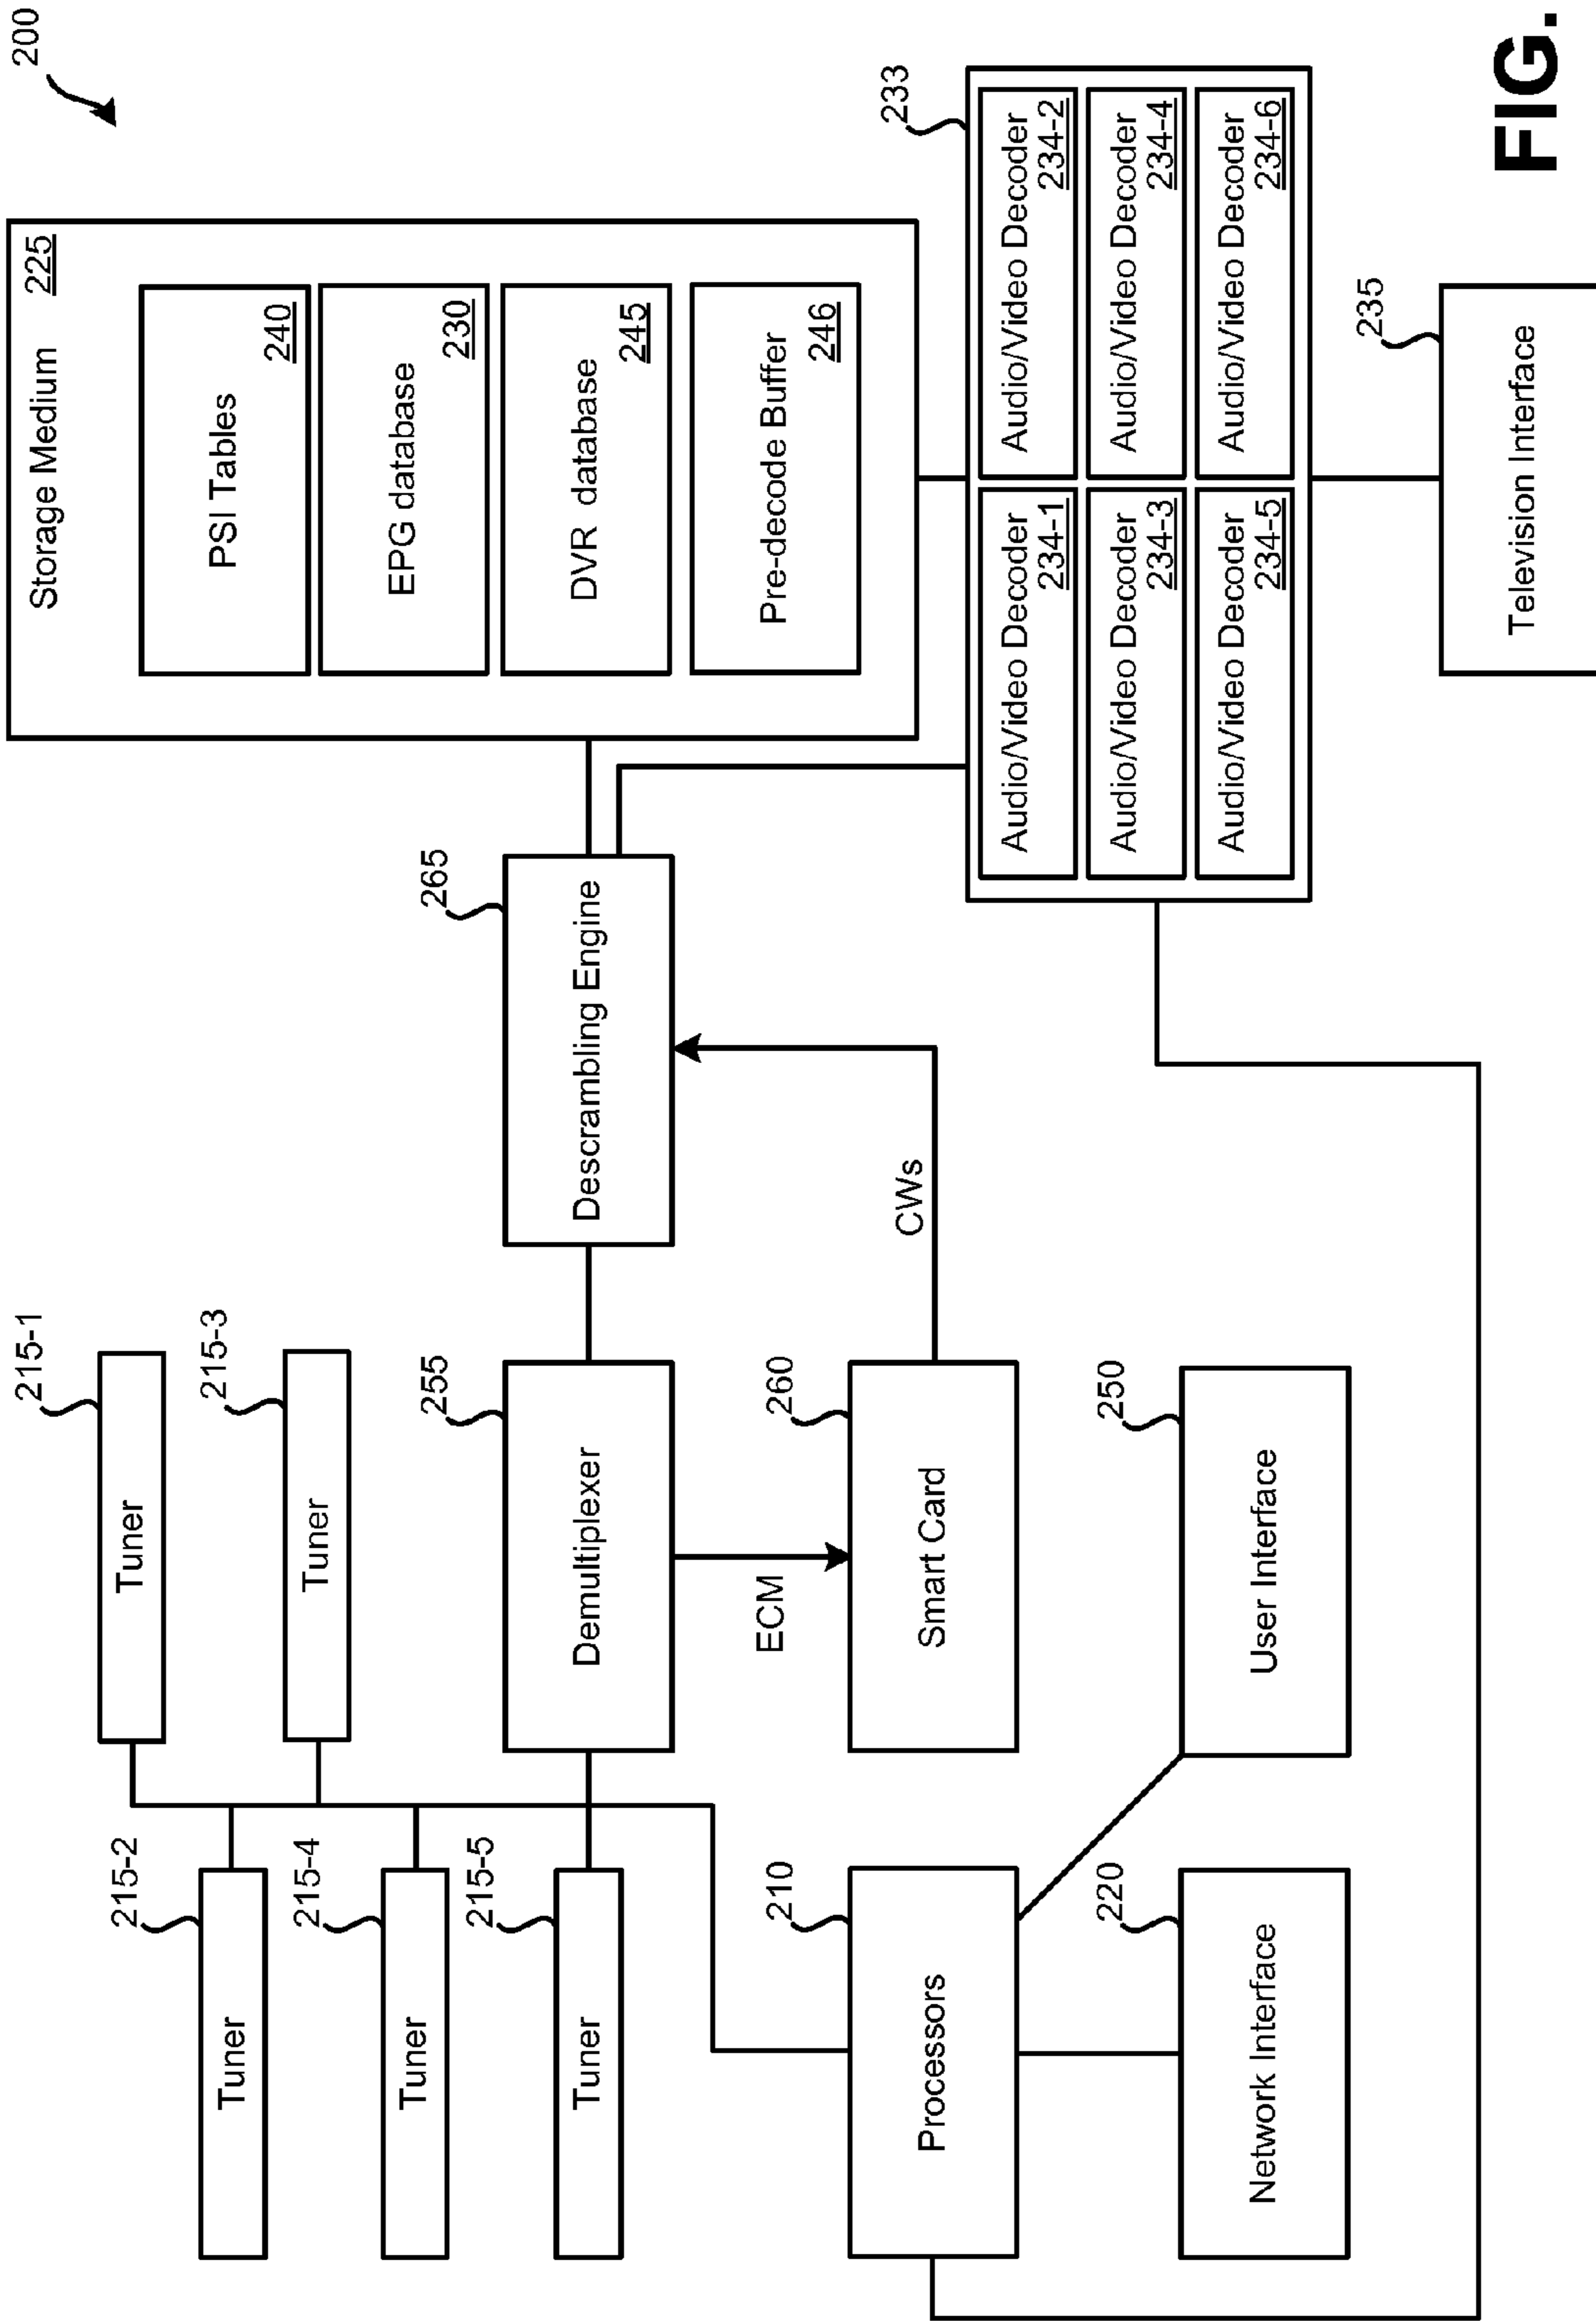 200
215-1
Tuner
215-2
Tuner
215-3
Tuner
215-4
Tuner
215-5
Tuner
255
Demultiplexer
265
Descrambling Engine
Storage Medium
225
PSI Tables
240
EPG database
230
DVR database
245
Pre-decode Buffer
246
ECM
CWs
210
Processors
260
Smart Card
220
Network Interface
250
User Interface
233
Audio/Video Decoder
234-1
Audio/Video Decoder
234-2
Audio/Video Decoder
234-3
Audio/Video Decoder
234-4
Audio/Video Decoder
234-5
Audio/Video Decoder
234-6
235
Television Interface
FIG.